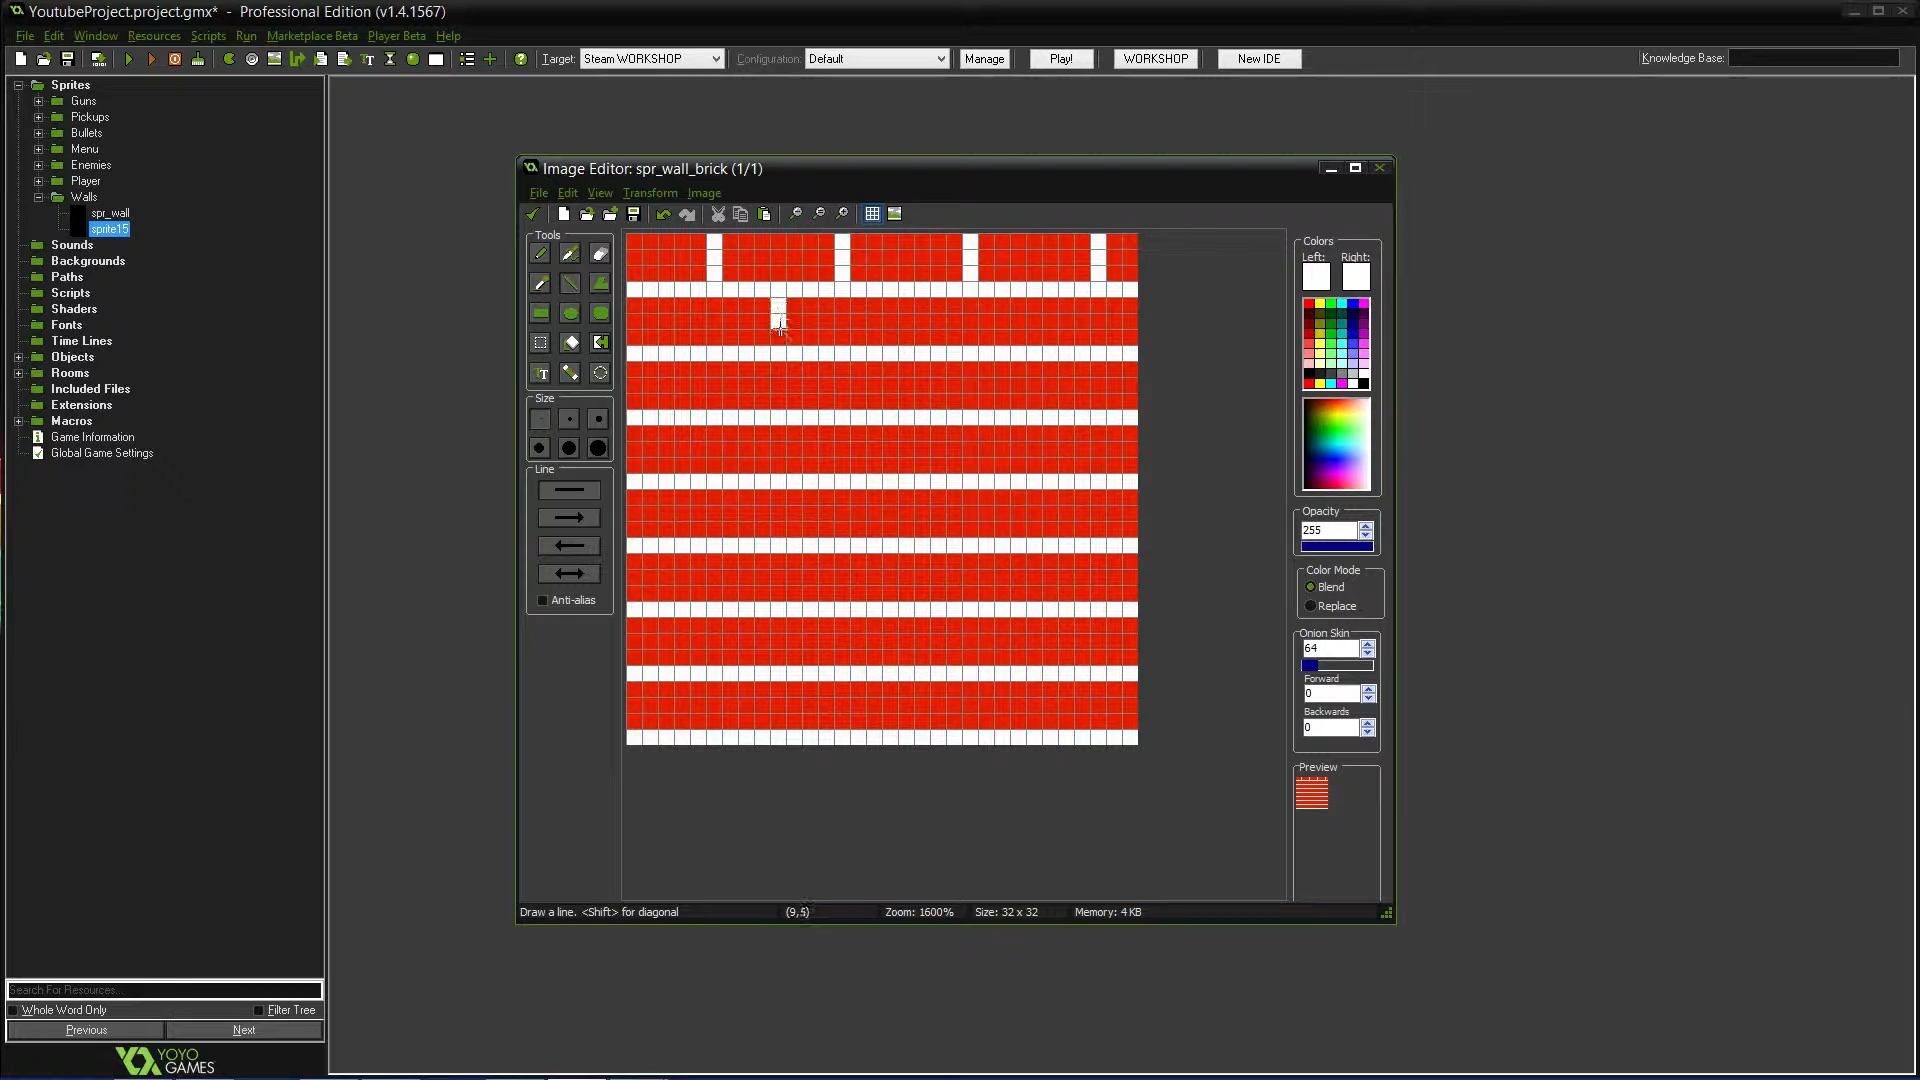 YoutubeProject.project.gmx* - Professional Edition (v1.4.1567)
File Edit Window Resources Scripts Run Marketplace Beta Player Beta Help
Target: Steam WORKSHOP Configuration: Default Manage Play! WORKSHOP New IDE Knowledge Base:
Sprites
Guns
Pickups
Bullets
Menu
Enemies
Player
Walls
spr_wall
sprite15
Sounds
Backgrounds
Paths
Scripts
Shaders
Fonts
Time Lines
Objects
Rooms
Included Files
Extensions
Macros
Game Information
Global Game Settings
Search For Resources...
Whole Word Only Filter Tree
Previous Next
YOYO
GAMES
Image Editor: spr_wall_brick (1/1)
File Edit View Transform Image
Tools
Size
Line
Anti-alias
Colors
Left: Right:
Opacity
255
Color Mode
Blend
Replace
Onion Skin
64
Forward
0
Backwards
0
Preview
Draw a line. <Shift> for diagonal (9,5) Zoom: 1600% Size: 32 x 32 Memory: 4 KB